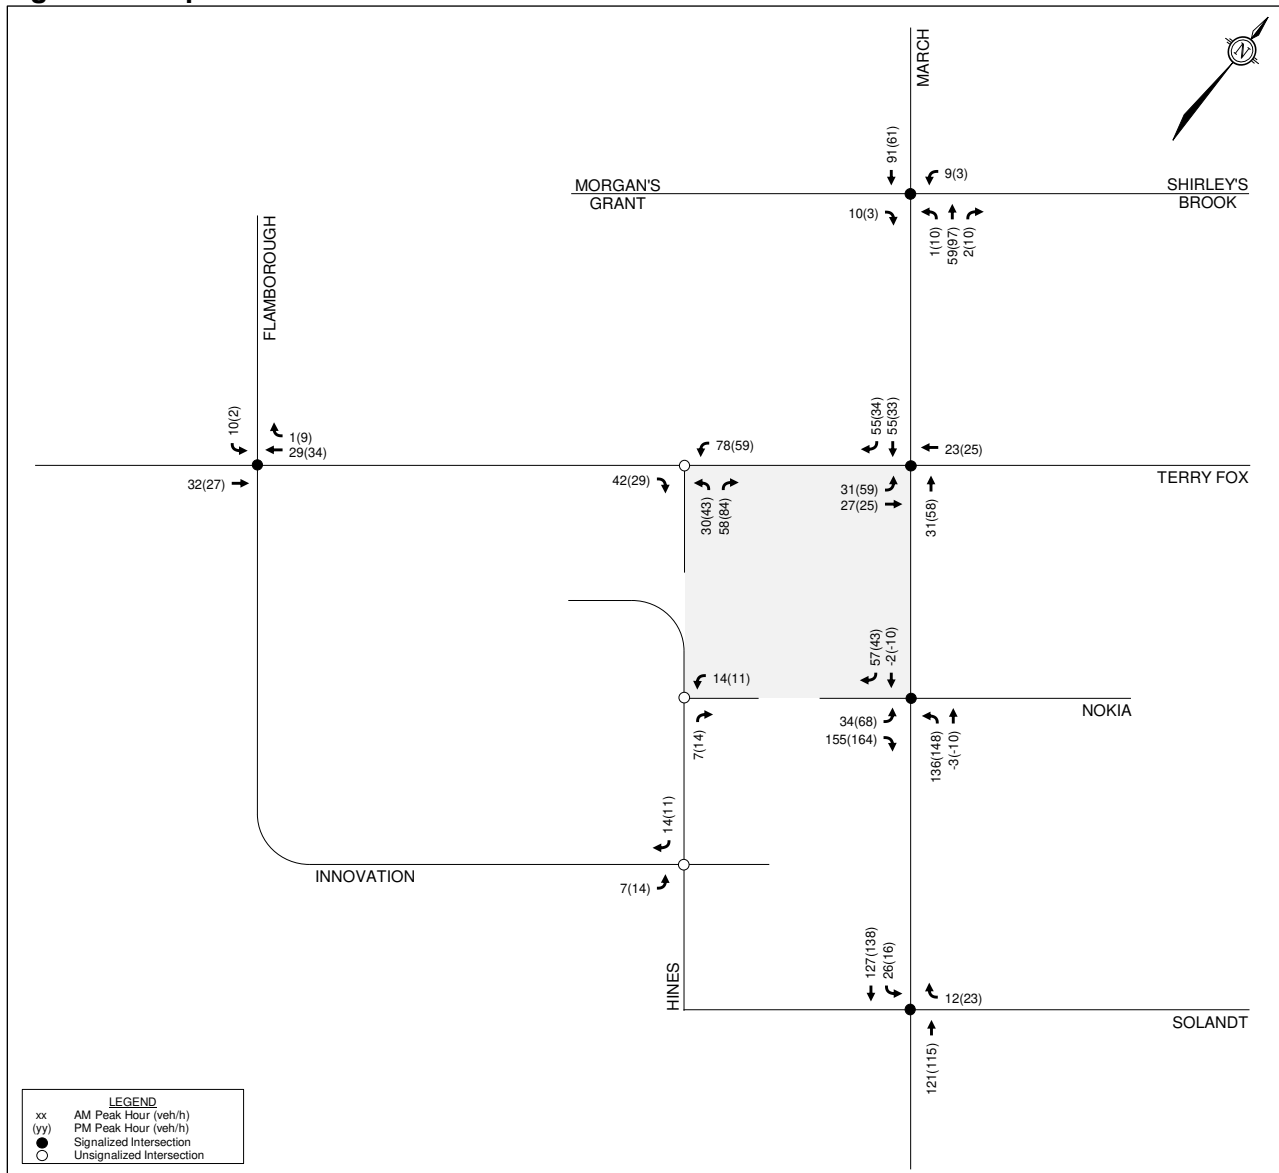 MARCH
N
91(61)
9(3)
MORGAN'S
GRANT
SHIRLEY'S
BROOK
10(3)
1(10)
59(97)
2(10)
FLAMBOROUGH
10(2)
1(9)
29(34)
32(27)
78(59)
42(29)
30(43)
58(84)
55(34)
55(33)
23(25)
TERRY FOX
31(59)
27(25)
31(58)
57(43)
-2(-10)
14(11)
7(14)
NOKIA
34(68)
155(164)
136(148)
-3(-10)
14(11)
INNOVATION
7(14)
HINES
127(138)
26(16)
12(23)
SOLANDT
121(115)
LEGEND
xx AM Peak Hour (veh/h)
(yy) PM Peak Hour (veh/h)
Signalized Intersection
Unsignalized Intersection